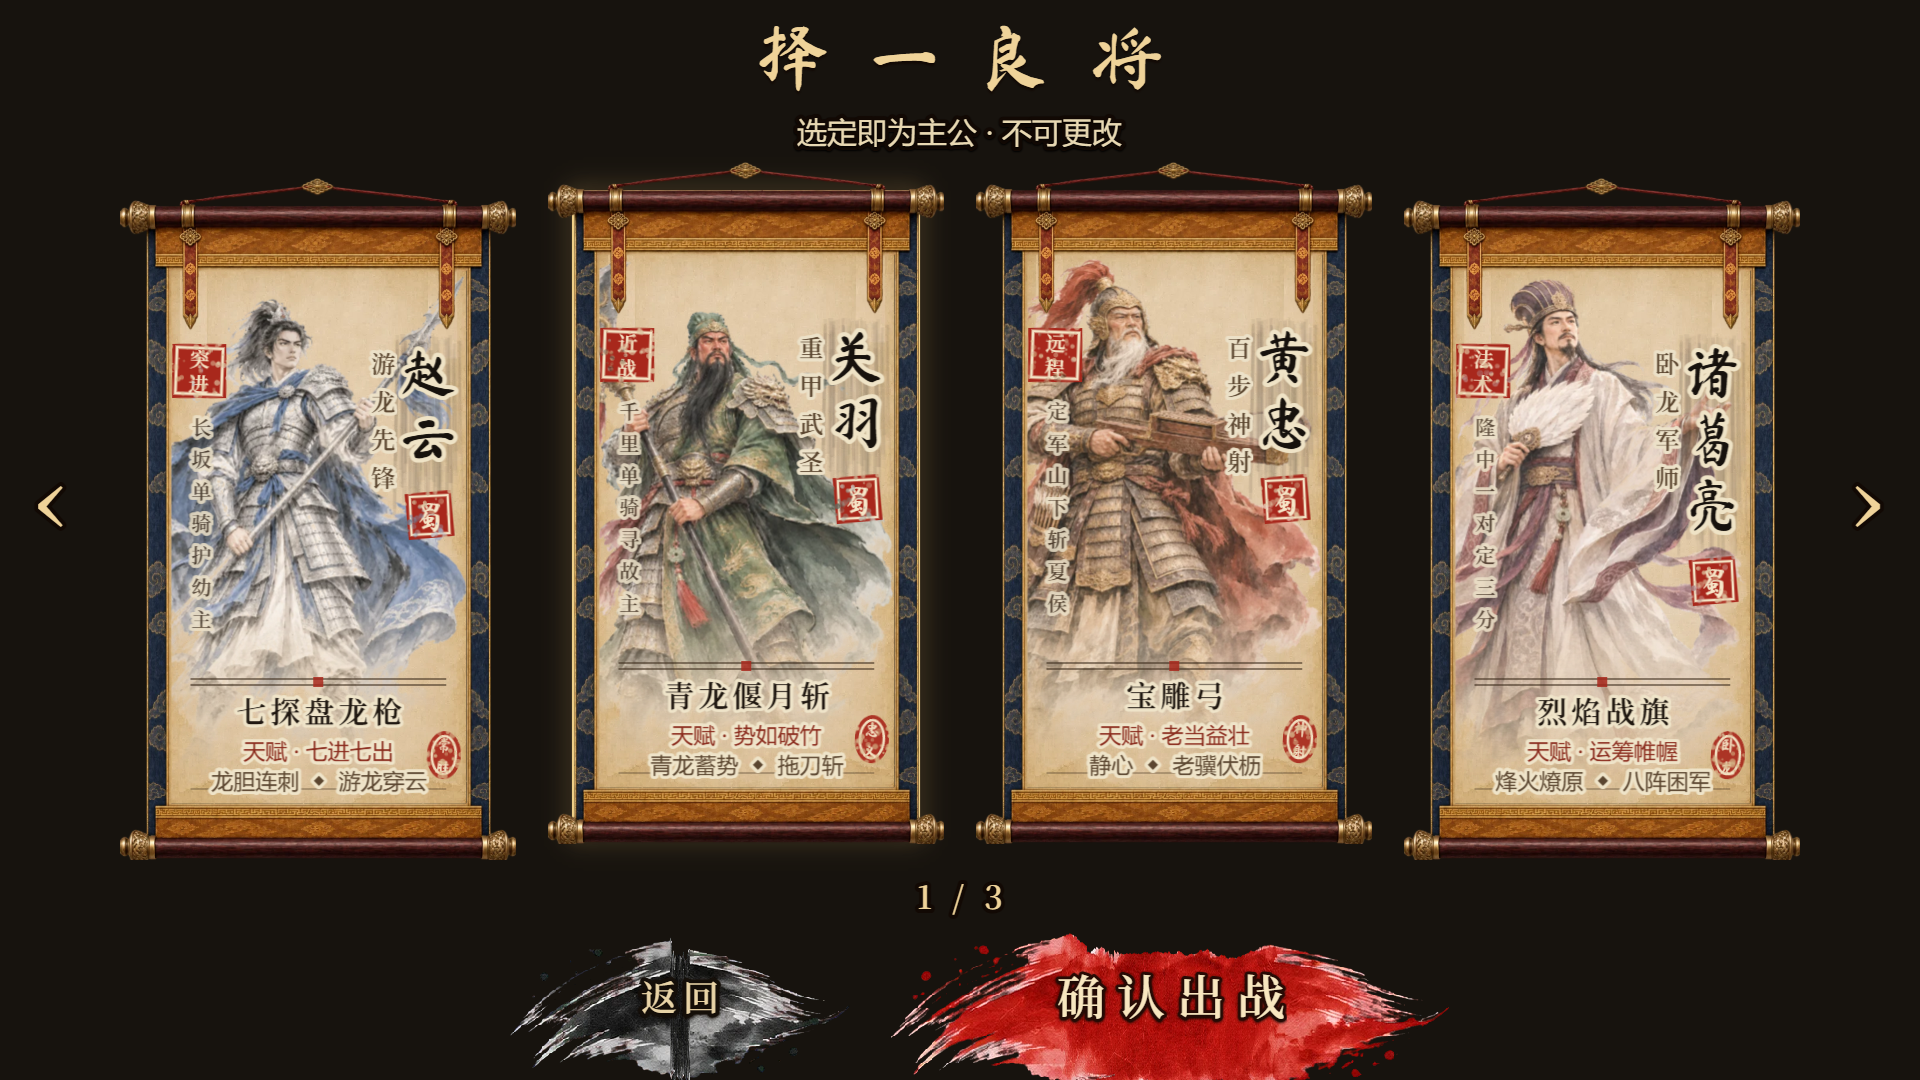 择一良将
选定即为主公·不可更改
突进
赵云
游龙先锋
蜀
长坂单骑护幼主
七探盘龙枪
天赋·七进七出
龙胆连刺◆游龙穿云
近战
关羽
重甲武圣
蜀
千里单骑寻故主
青龙偃月斩
天赋·势如破竹
忠义
青龙蓄势◆拖刀斩
远程
黄忠
百步神射
蜀
定军山下斩夏侯
宝雕弓
天赋·老当益壮
神射
静心◆老骥伏枥
法术
诸葛亮
卧龙军师
蜀
隆中一对定三分
烈焰战旗
天赋·运筹帷幄
烽火燎原◆八阵困军
1 / 3
返回
确认出战